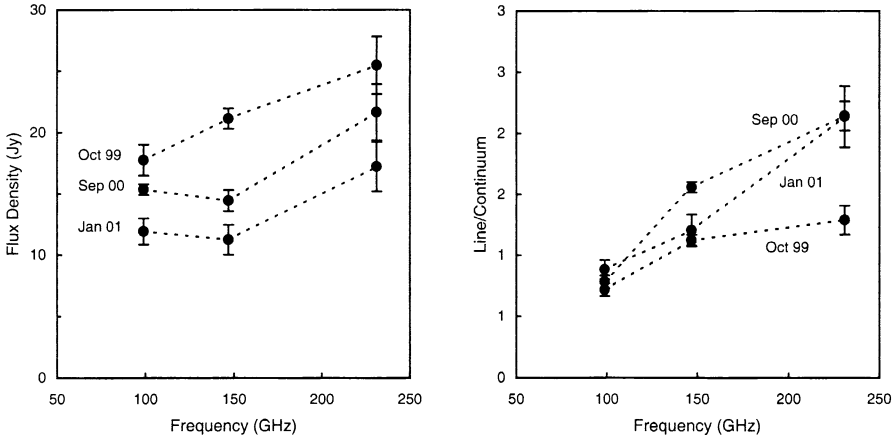 30
20
10
0
Flux Density (Jy)
Oct 99
Sep 00
Jan 01
50
100
150
200
250
Frequency (GHz)
3
3
2
2
1
1
0
Line/Continuum
Sep 00
Jan 01
Oct 99
50
100
150
200
250
Frequency (GHz)